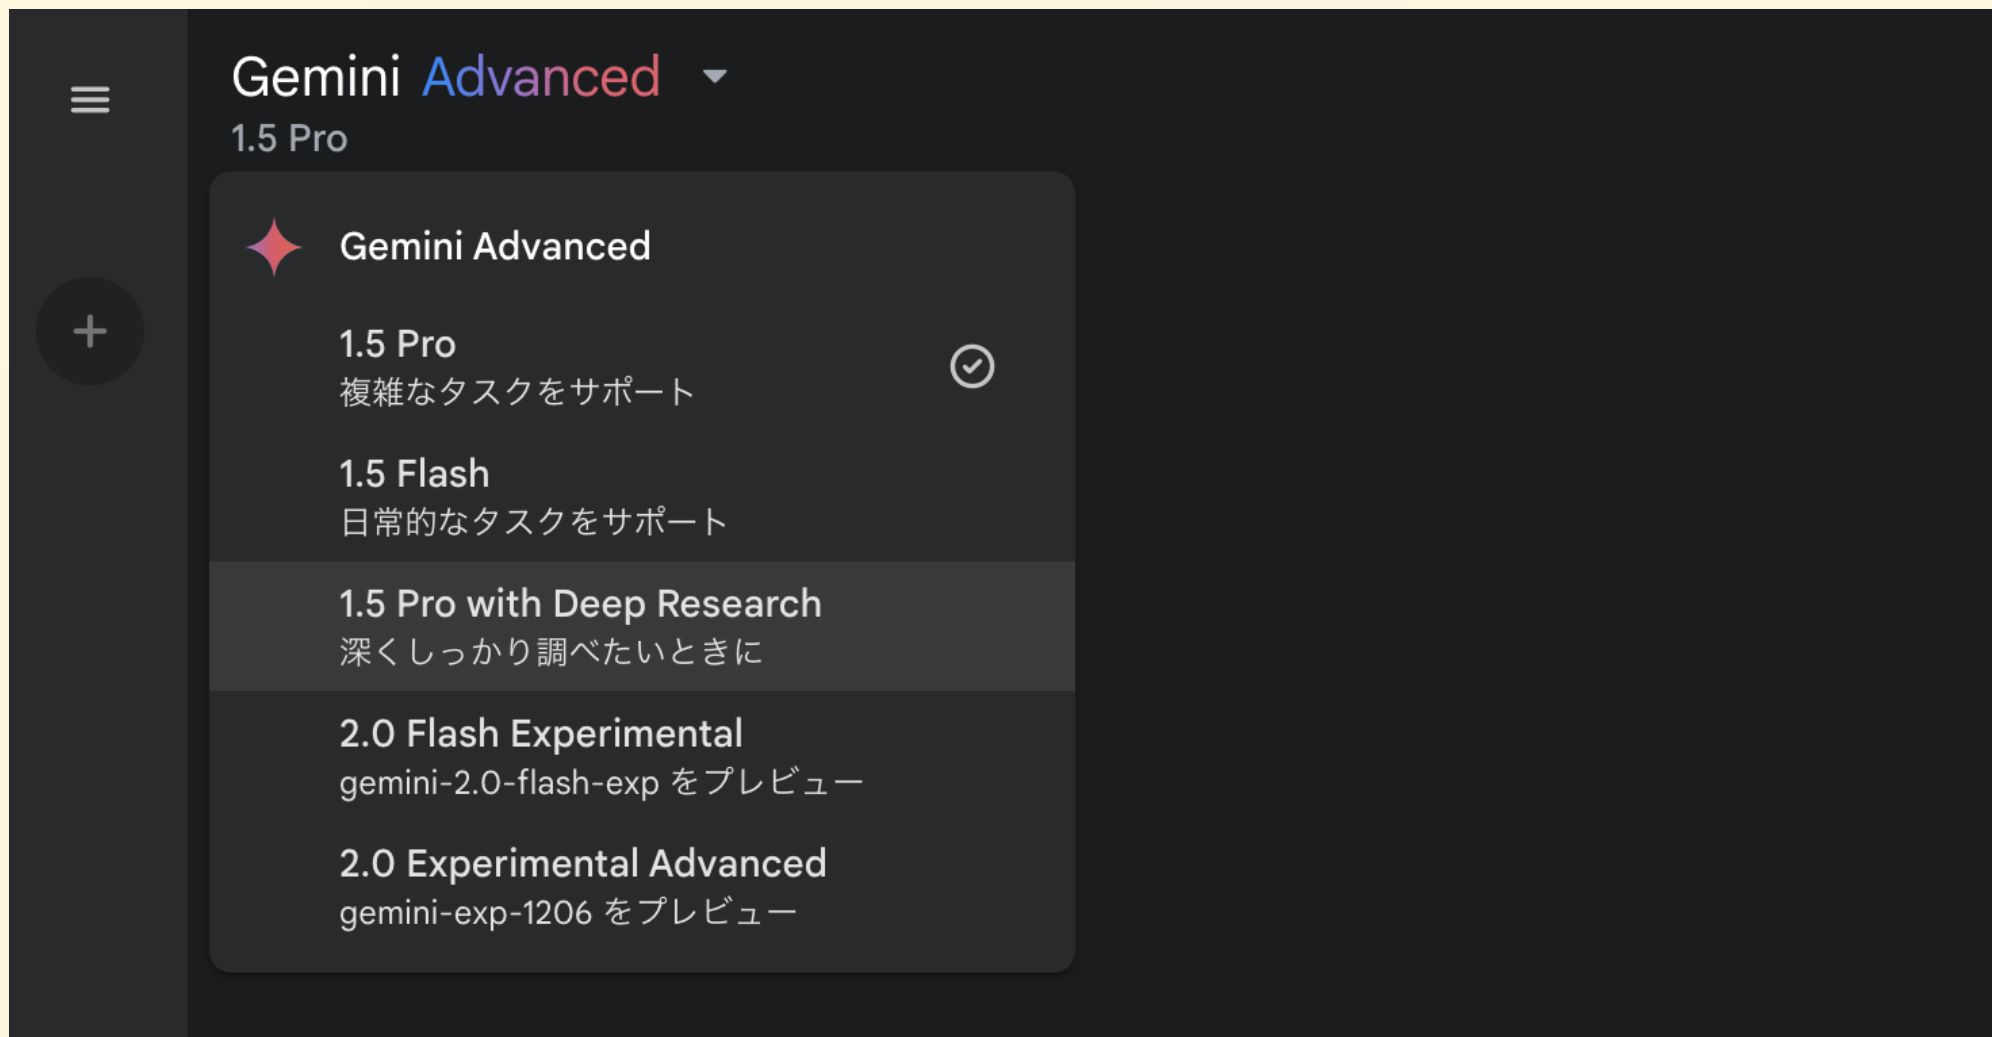 Gemini Advanced
1.5 Pro
Gemini Advanced
1.5 Pro
複雑なタスクをサポート
1.5 Flash
日常的なタスクをサポート
1.5 Pro with Deep Research
深くしっかり調べたいときに
2.0 Flash Experimental
gemini-2.0-flash-exp をプレビュー
2.0 Experimental Advanced
gemini-exp-1206 をプレビュー